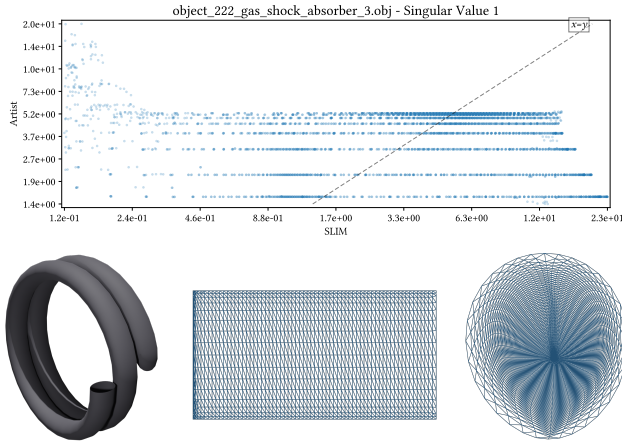 object_222_gas_shock_absorber_3.obj - Singular Value 1
x=y
Artist
2.0e+01
1.4e+01
1.0e+01
7.3e+00
5.2e+00
3.7e+00
2.7e+00
1.9e+00
1.4e+00
1.2e-01
2.4e-01
4.6e-01
8.8e-01
1.7e+00
3.3e+00
6.3e+00
1.2e+01
2.3e+01
SLIM